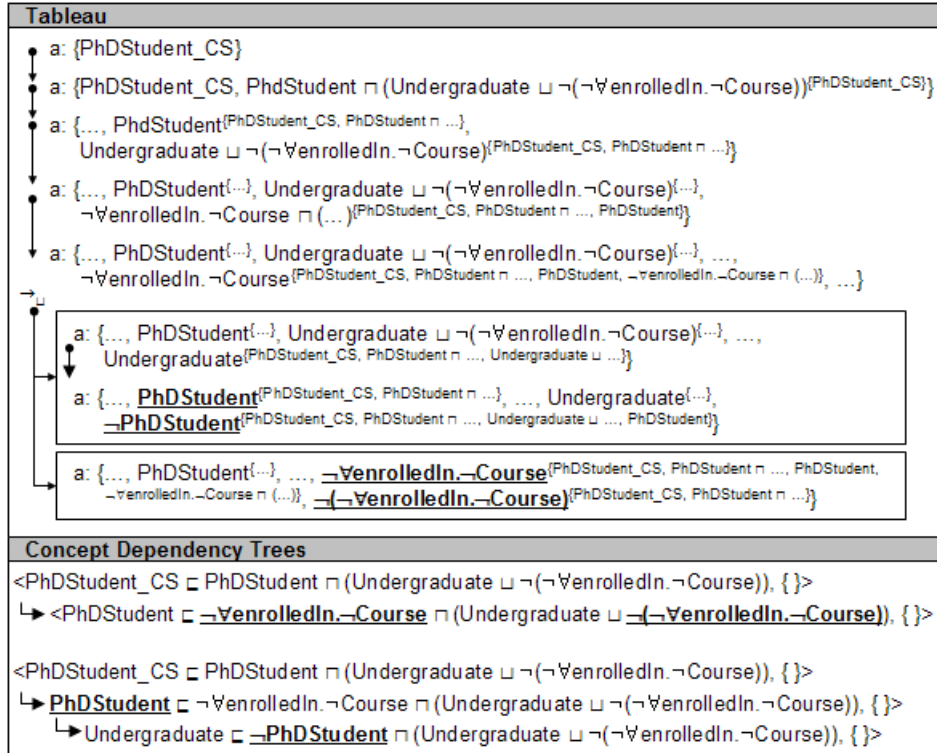 Tableau
a: {PhDStudent_CS}
a: {PhDStudent_CS, PhdStudent ⊓ (Undergraduate ⊔ ¬(¬∀enrolledIn.¬Course)){PhDStudent_CS}}
a: {…, PhdStudent{PhDStudent_CS, PhDStudent ⊓ …},
Undergraduate ⊔ ¬(¬∀enrolledIn.¬Course){PhDStudent_CS, PhDStudent ⊓ …}}
a: {…, PhDStudent{…}, Undergraduate ⊔ ¬(¬∀enrolledIn.¬Course){…},
¬∀enrolledIn.¬Course ⊓ (…){PhDStudent_CS, PhDStudent ⊓ …, PhDStudent}}
a: {…, PhDStudent{…}, Undergraduate ⊔ ¬(¬∀enrolledIn.¬Course){…}, …,
¬∀enrolledIn.¬Course{PhDStudent_CS, PhDStudent ⊓ …, PhDStudent, ¬∀enrolledIn.¬Course ⊓ (…)}, …}
→⊔
a: {…, PhDStudent{…}, Undergraduate ⊔ ¬(¬∀enrolledIn.¬Course){…}, …,
Undergraduate{PhDStudent_CS, PhDStudent ⊓ …, Undergraduate ⊔ …}}
a: {…, PhDStudent{PhDStudent_CS, PhDStudent ⊓ …}, …, Undergraduate{…},
¬PhDStudent{PhDStudent_CS, PhDStudent ⊓ …, Undergraduate ⊔ …, PhDStudent}}
a: {…, PhDStudent{…}, …, ¬∀enrolledIn.¬Course{PhDStudent_CS, PhDStudent ⊓ …, PhDStudent,
¬∀enrolledIn.¬Course ⊓ (…)}, ¬(¬∀enrolledIn.¬Course){PhDStudent_CS, PhDStudent ⊓ …}}
Concept Dependency Trees
<PhDStudent_CS ⊑ PhDStudent ⊓ (Undergraduate ⊔ ¬(¬∀enrolledIn.¬Course)), { }>
<PhDStudent ⊑ ¬∀enrolledIn.¬Course ⊓ (Undergraduate ⊔ ¬(¬∀enrolledIn.¬Course)), { }>
<PhDStudent_CS ⊑ PhDStudent ⊓ (Undergraduate ⊔ ¬(¬∀enrolledIn.¬Course)), { }>
PhDStudent ⊑ ¬∀enrolledIn.¬Course ⊓ (Undergraduate ⊔ ¬(¬∀enrolledIn.¬Course)), { }>
Undergraduate ⊑ ¬PhDStudent ⊓ (Undergraduate ⊔ ¬(¬∀enrolledIn.¬Course)), { }>